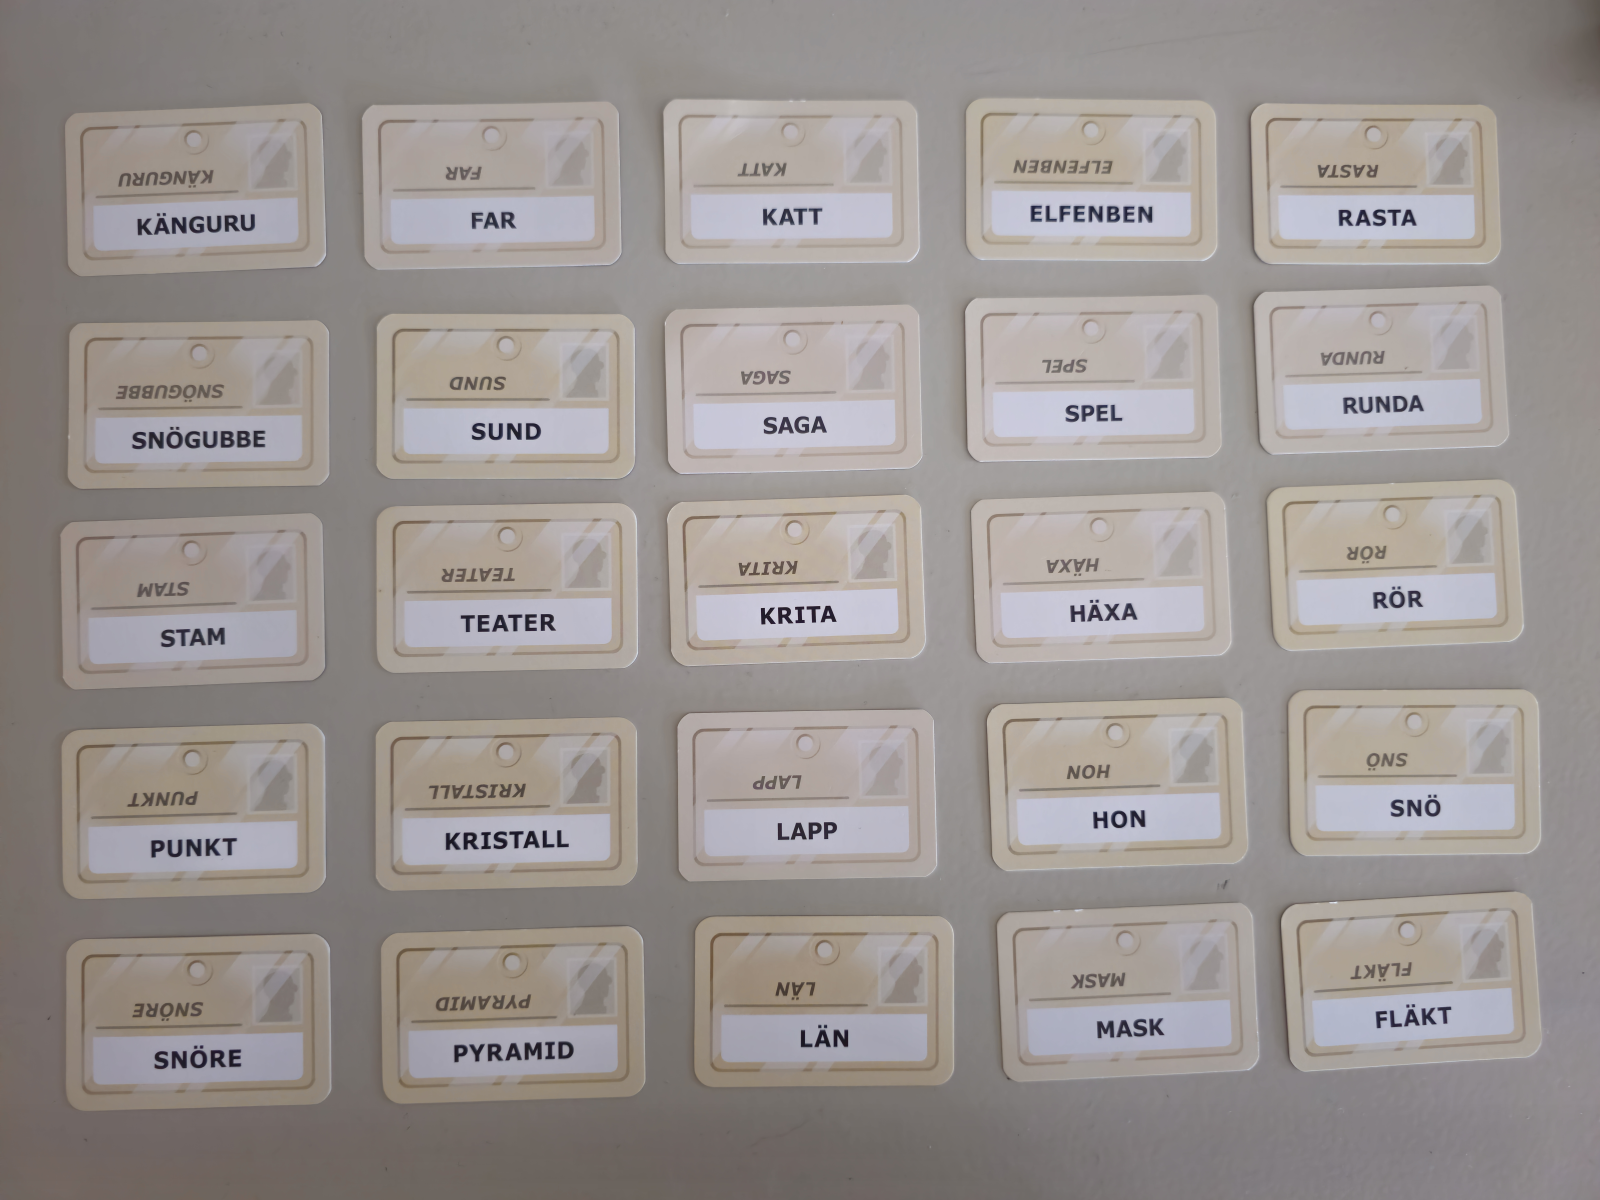 KÄNGURU
KÄNGURU
FAR
FAR
KATT
KATT
ELFENBEN
ELFENBEN
RASTA
RASTA
SNÖGUBBE
SNÖGUBBE
SUND
SUND
SAGA
SAGA
SPEL
SPEL
RUNDA
RUNDA
STAM
STAM
TEATER
TEATER
KRITA
KRITA
HÄXA
HÄXA
RÖR
RÖR
PUNKT
PUNKT
KRISTALL
KRISTALL
LAPP
LAPP
HON
HON
SNÖ
SNÖ
SNÖRE
SNÖRE
PYRAMID
PYRAMID
LÄN
LÄN
MASK
MASK
FLÄKT
FLÄKT